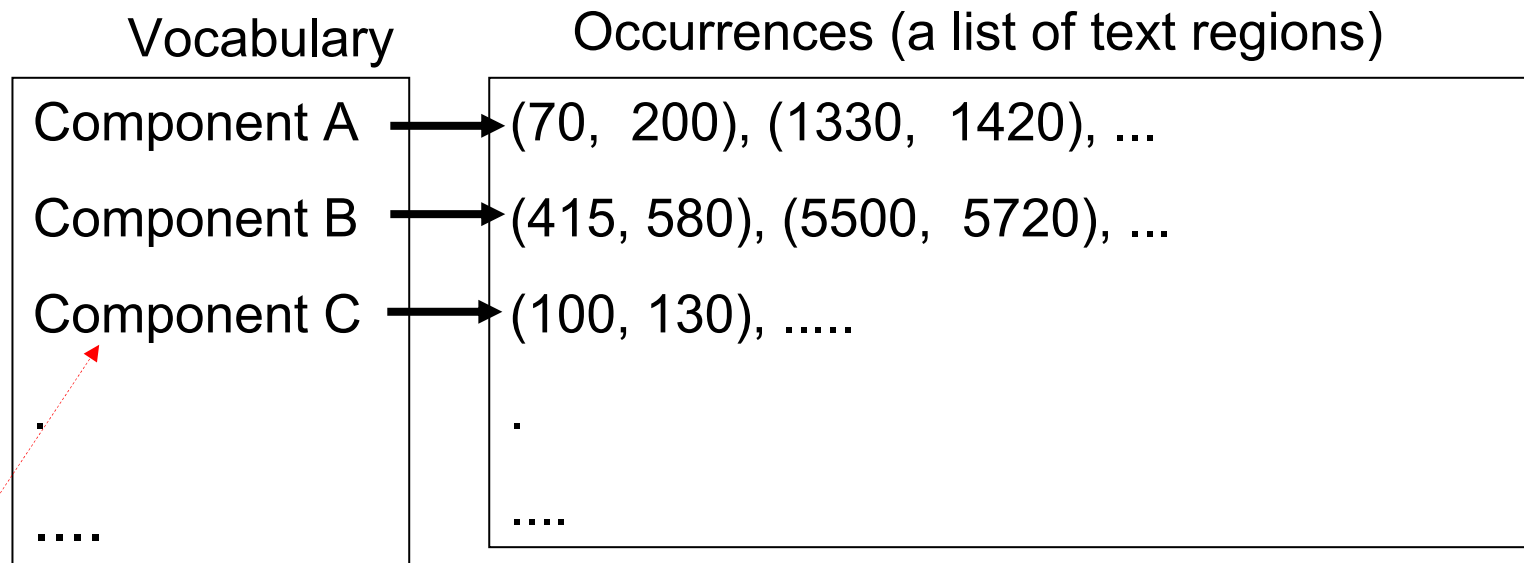 Vocabulary Occurrences (a list of text regions)
Component A (70, 200), (1330, 1420), ...
Component B (415, 580), (5500, 5720), ...
Component C (100, 130), .....
. .
.... ....